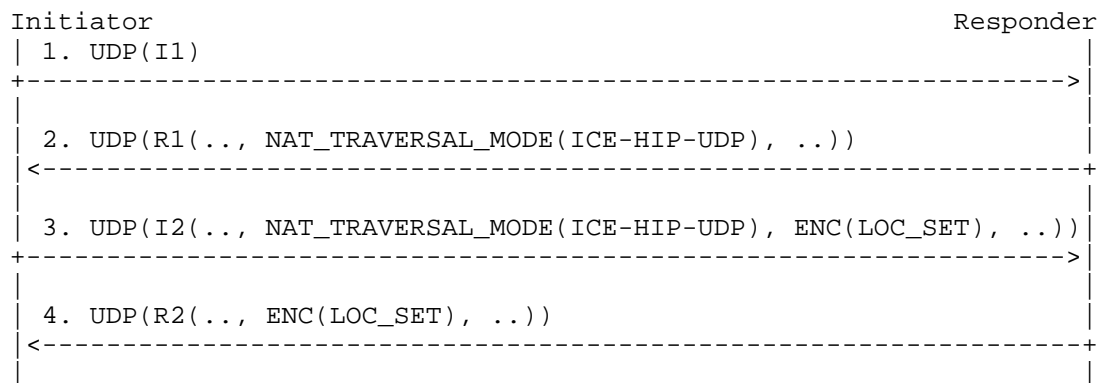 Initiator                                                Responder
| 1. UDP(I1)                                                     |
+--------------------------------------------------------------->|
|                                                                |
| 2. UDP(R1(.., NAT_TRAVERSAL_MODE(ICE-HIP-UDP), ..))            |
|<---------------------------------------------------------------+
|                                                                |
| 3. UDP(I2(.., NAT_TRAVERSAL_MODE(ICE-HIP-UDP), ENC(LOC_SET), ..))|
+--------------------------------------------------------------->|
|                                                                |
| 4. UDP(R2(.., ENC(LOC_SET), ..))                               |
|<---------------------------------------------------------------+
|                                                                |